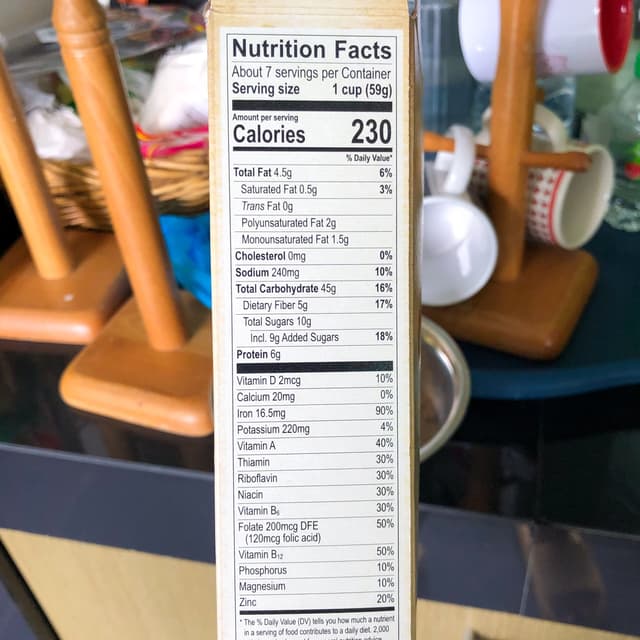 Nutrition Facts
About 7 servings per Container
Serving size 1 cup (59g)
Amount per serving
Calories 230
% Daily Value*
Total Fat 4.5g 6%
Saturated Fat 0.5g 3%
Trans Fat 0g
Polyunsaturated Fat 2g
Monounsaturated Fat 1.5g
Cholesterol 0mg 0%
Sodium 240mg 10%
Total Carbohydrate 45g 16%
Dietary Fiber 5g 17%
Total Sugars 10g
Incl. 9g Added Sugars 18%
Protein 6g
Vitamin D 2mcg 10%
Calcium 20mg 0%
Iron 16.5mg 90%
Potassium 220mg 4%
Vitamin A 40%
Thiamin 30%
Riboflavin 30%
Niacin 30%
Vitamin B₆ 30%
Folate 200mcg DFE 50%
(120mcg folic acid)
Vitamin B₁₂ 50%
Phosphorus 10%
Magnesium 10%
Zinc 20%
* The % Daily Value (DV) tells you how much a nutrient
in a serving of food contributes to a daily diet. 2,000